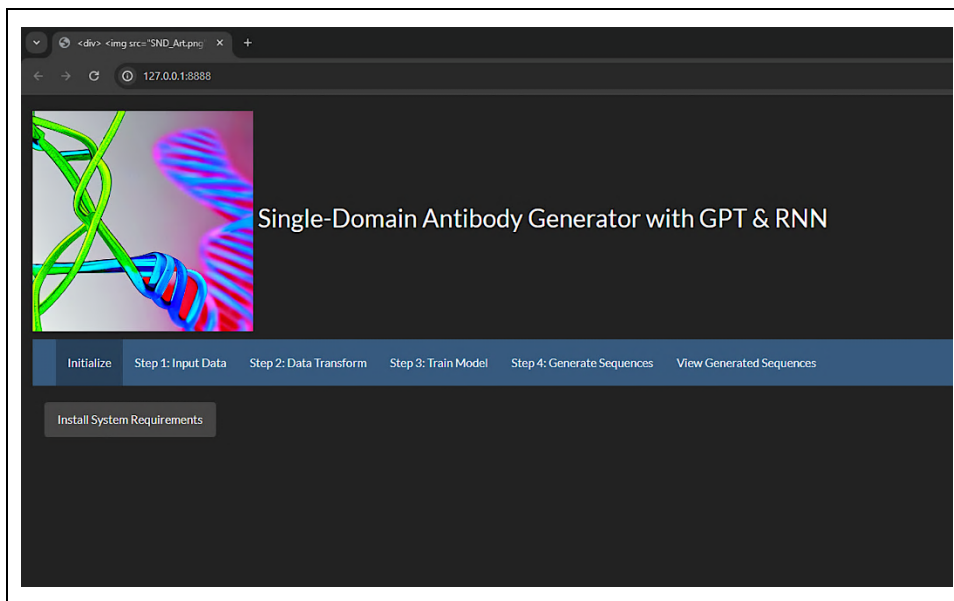 <div> <img src="SND_Art.png
127.0.0.1:8888
Single-Domain Antibody Generator with GPT & RNN
Initialize Step 1: Input Data Step 2: Data Transform Step 3: Train Model Step 4: Generate Sequences View Generated Sequences
Install System Requirements